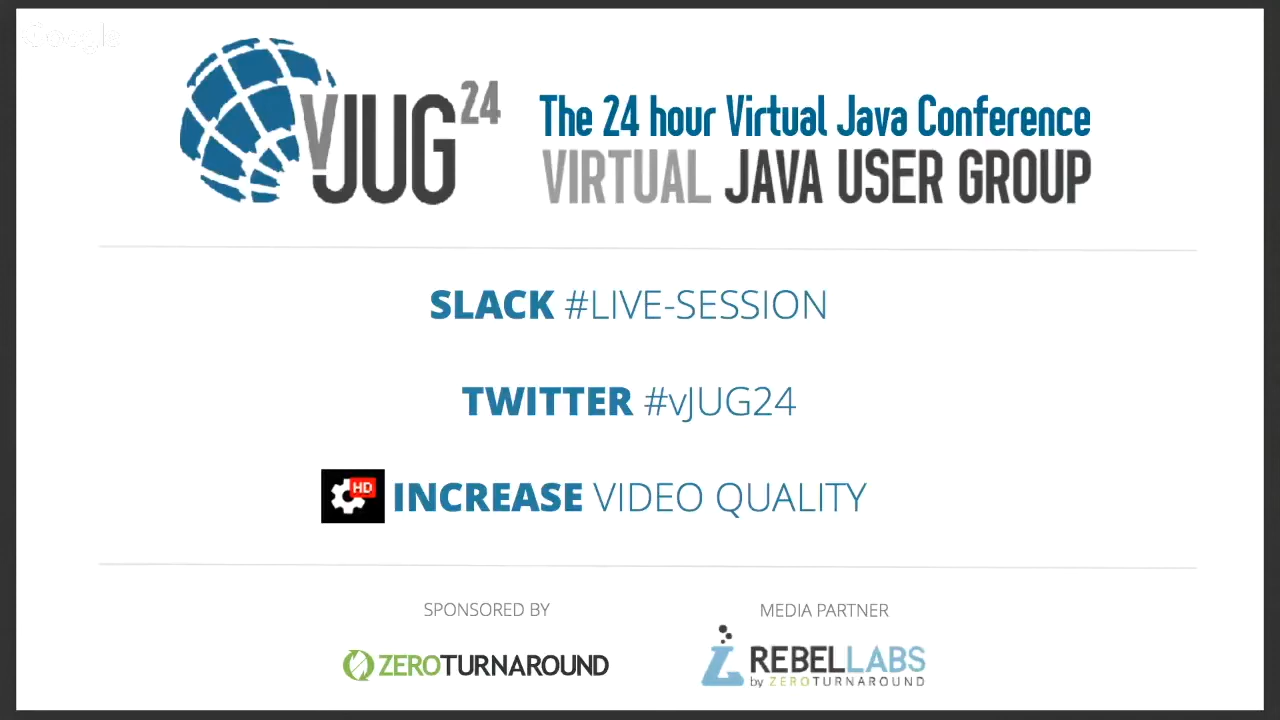 Google
vJUG24
The 24 hour Virtual Java Conference
VIRTUAL JAVA USER GROUP
SLACK #LIVE-SESSION
TWITTER #vJUG24
HD INCREASE VIDEO QUALITY
SPONSORED BY
MEDIA PARTNER
ZEROTURNAROUND
REBELLABS
by ZEROTURNAROUND